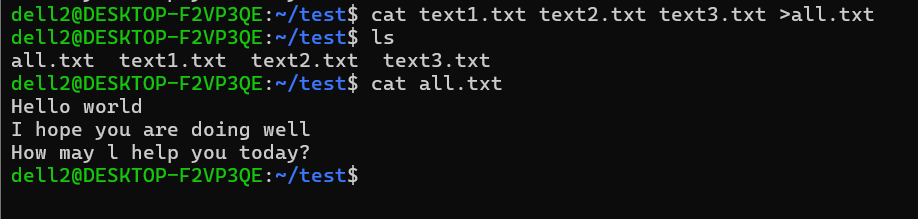 dell2@DESKTOP-F2VP3QE:~/test$ cat text1.txt text2.txt text3.txt >all.txt
dell2@DESKTOP-F2VP3QE:~/test$ ls
all.txt  text1.txt  text2.txt  text3.txt
dell2@DESKTOP-F2VP3QE:~/test$ cat all.txt
Hello world
I hope you are doing well
How may l help you today?
dell2@DESKTOP-F2VP3QE:~/test$